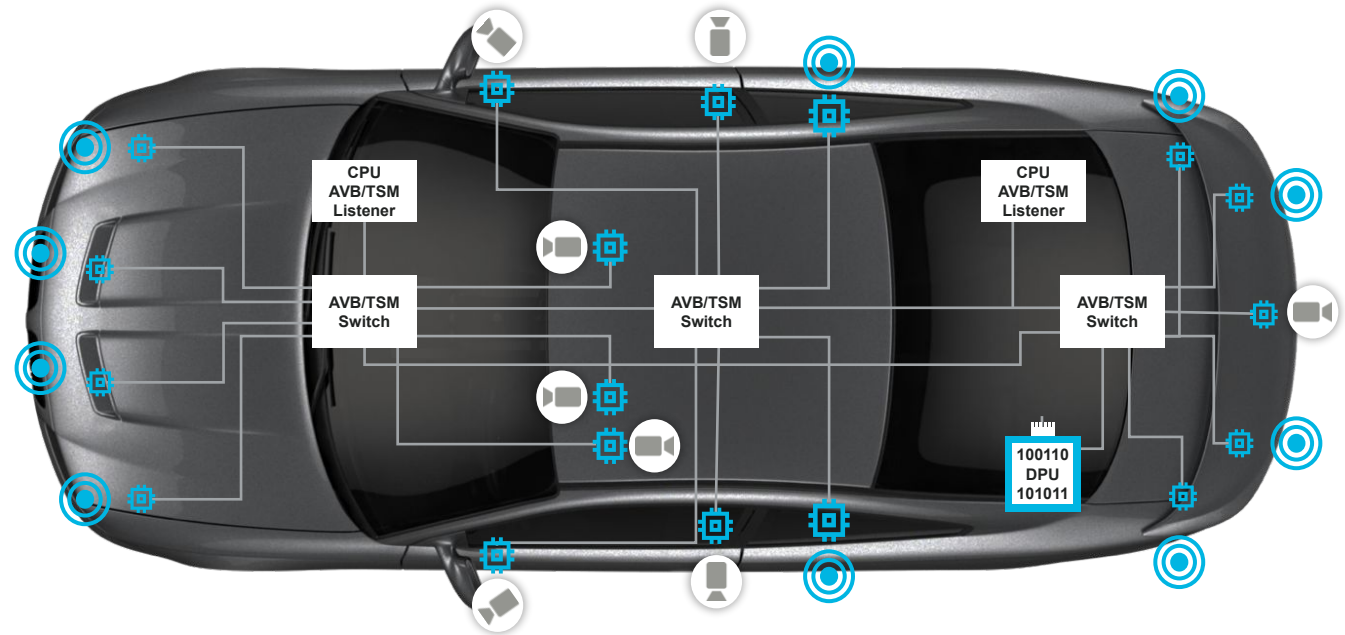 CPU
AVB/TSM
Listener
CPU
AVB/TSM
Listener
AVB/TSM
Switch
AVB/TSM
Switch
AVB/TSM
Switch
100110
DPU
101011